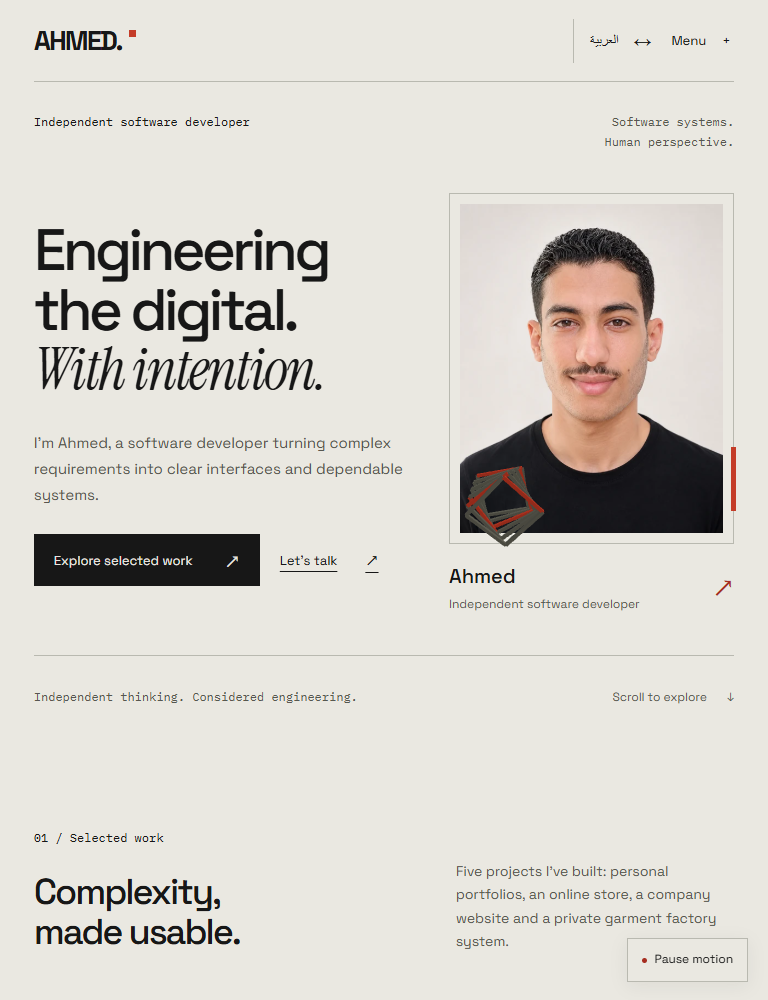 AHMED.
العربية ↔ Menu +
Independent software developer
Software systems.
Human perspective.
Engineering
the digital.
With intention.
I'm Ahmed, a software developer turning complex
requirements into clear interfaces and dependable
systems.
Explore selected work ↗
Let's talk ↗
Ahmed
Independent software developer
↗
Independent thinking. Considered engineering.
Scroll to explore ↓
01 / Selected work
Complexity,
made usable.
Five projects I've built: personal
portfolios, an online store, a company
website and a private garment factory
system.
Pause motion